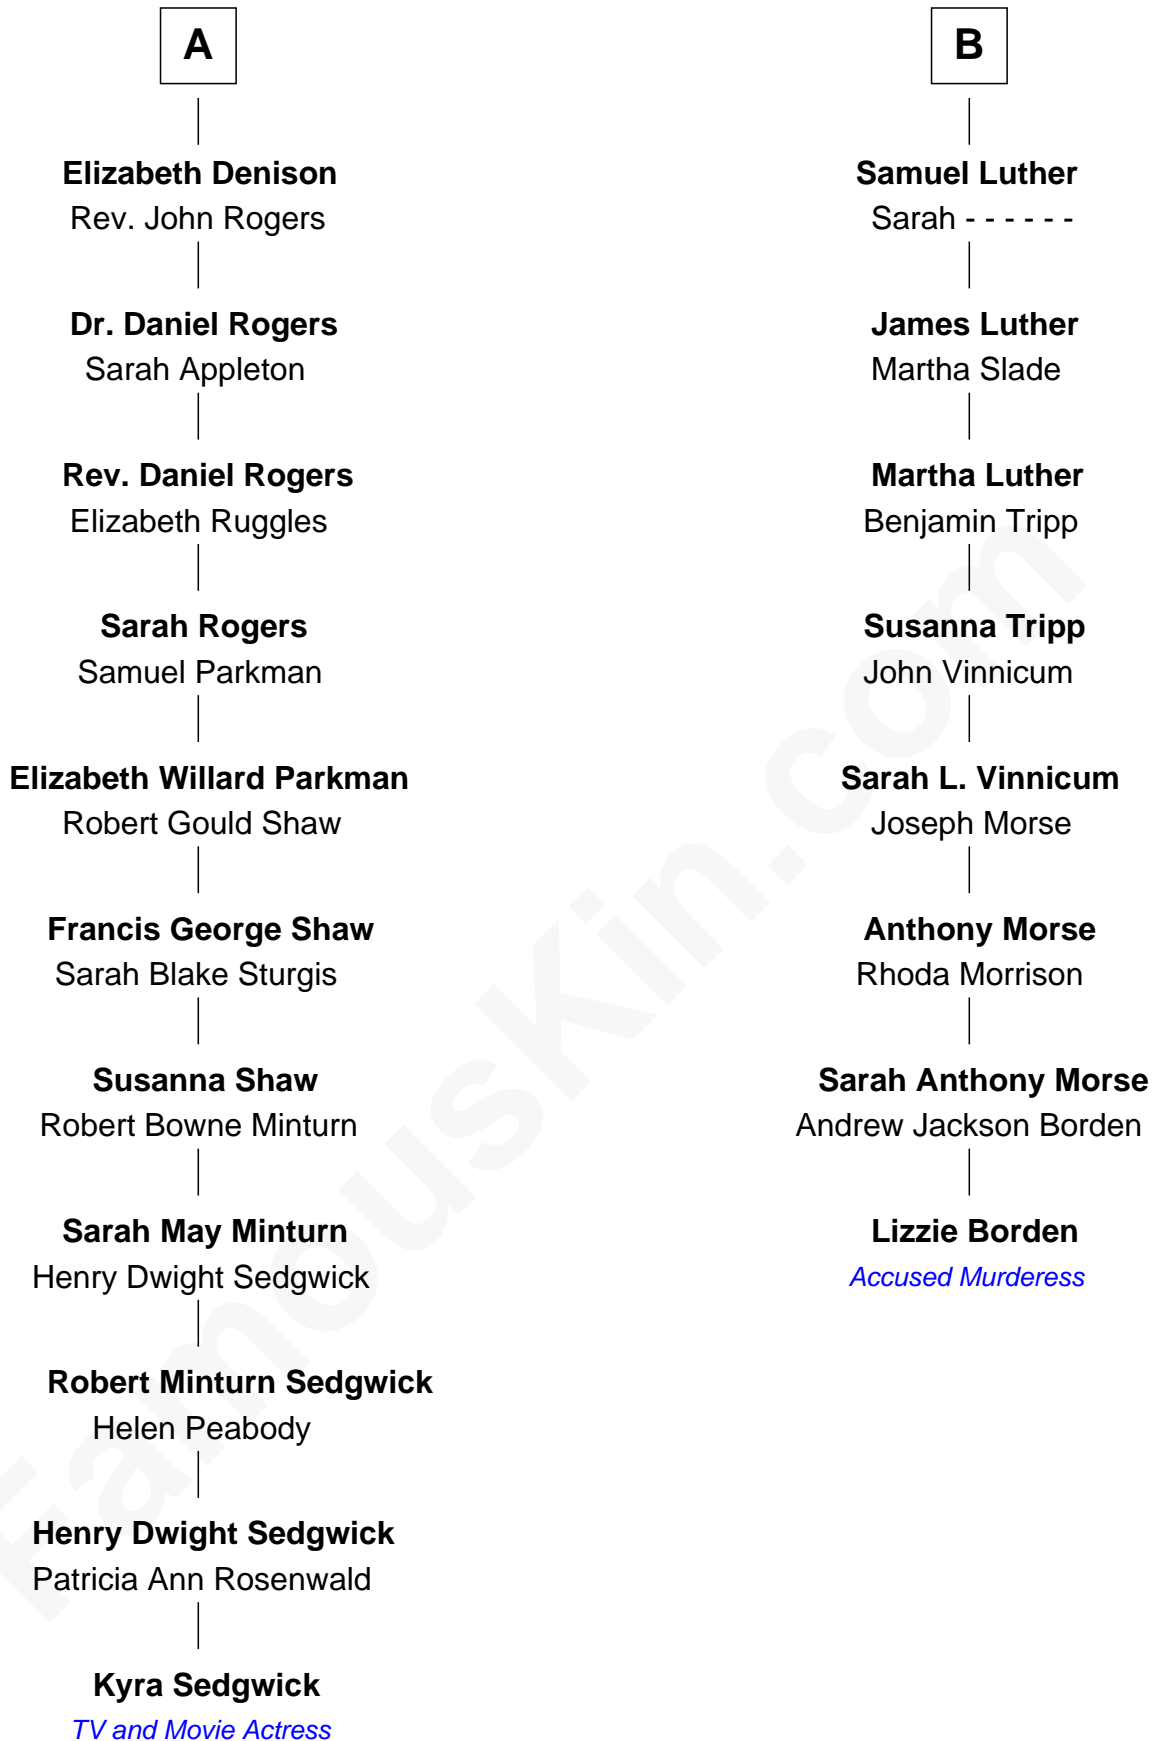 A
Elizabeth Denison
Rev. John Rogers
Dr. Daniel Rogers
Sarah Appleton
Rev. Daniel Rogers
Elizabeth Ruggles
Sarah Rogers
Samuel Parkman
Elizabeth Willard Parkman
Robert Gould Shaw
Francis George Shaw
Sarah Blake Sturgis
Susanna Shaw
Robert Bowne Minturn
Sarah May Minturn
Henry Dwight Sedgwick
Robert Minturn Sedgwick
Helen Peabody
Henry Dwight Sedgwick
Patricia Ann Rosenwald
Kyra Sedgwick
TV and Movie Actress
B
Samuel Luther
Sarah - - - - - -
James Luther
Martha Slade
Martha Luther
Benjamin Tripp
Susanna Tripp
John Vinnicum
Sarah L. Vinnicum
Joseph Morse
Anthony Morse
Rhoda Morrison
Sarah Anthony Morse
Andrew Jackson Borden
Lizzie Borden
Accused Murderess
FamousKin.com